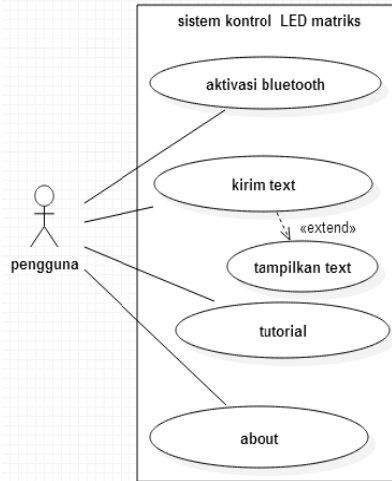 sistem kontrol LED matriks
aktivasi bluetooth
kirim text
«extend»
pengguna
tampilkan text
tutorial
about